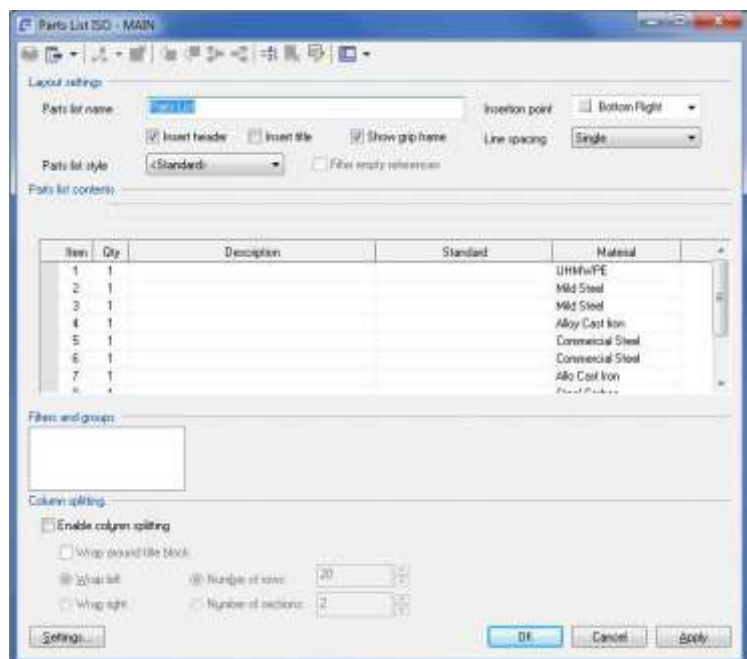 Parts List ISO - MAIN
Layout settings
Parts list name Parts List Insertion point Bottom Right
Insert header Insert title Show grip frame Line spacing Single
Parts list style <Standard> Filter empty references
Parts list contents
Item Qty Description Standard Material
1 1 UHMWPE
2 1 Mild Steel
3 1 Mild Steel
4 1 Alloy Cast Iron
5 1 Commercial Steel
6 1 Commercial Steel
7 1 Allo Cast Iron
Filters and groups
Column splitting
Enable column splitting
Wrap around title block
Wrap left Number of rows: 20
Wrap right Number of sections: 2
Settings... OK Cancel Apply